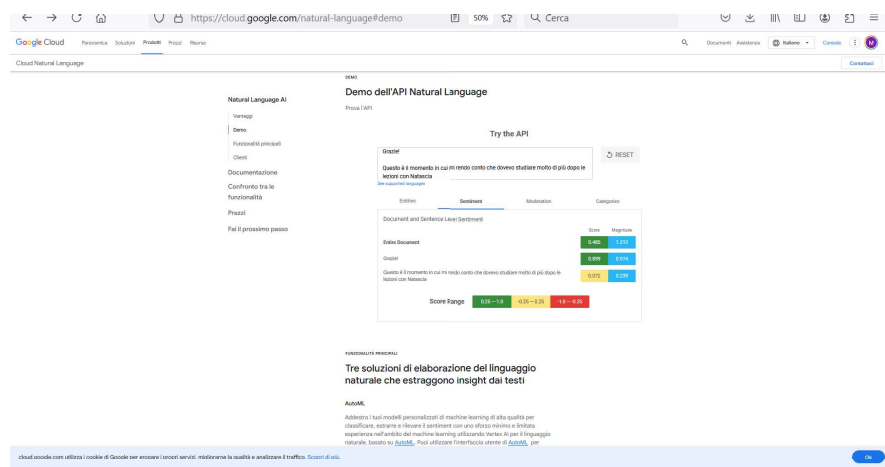 https://cloud.google.com/natural-language#demo
50%
Cerca
Google Cloud
Panoramica
Soluzioni
Prodotti
Prezzi
Risorse
Documenti
Assistenza
Italiano
Console
M
Cloud Natural Language
Contattaci
Natural Language AI
Vantaggi
Demo
Funzionalità principali
Clienti
Documentazione
Confronto tra le
funzionalità
Prezzi
Fai il prossimo passo
DEMO
Demo dell'API Natural Language
Prova l'API
Try the API
Grazie!
Questo è il momento in cui mi rendo conto che dovevo studiare molto di più dopo le
lezioni con Natascia
RESET
See supported languages
Entities
Sentiment
Moderation
Categories
Document and Sentence Level Sentiment
Score
Magnitude
Entire Document
0.485
1.212
Grazie!
0.899
0.974
Questo è il momento in cui mi rendo conto che dovevo studiare molto di più dopo le
lezioni con Natascia
0.072
0.239
Score Range
0.25 — 1.0
-0.25 — 0.25
-1.0 — -0.25
FUNZIONALITÀ PRINCIPALI
Tre soluzioni di elaborazione del linguaggio
naturale che estraggono insight dai testi
AutoML
Addestra i tuoi modelli personalizzati di machine learning di alta qualità per
classificare, estrarre e rilevare il sentiment con uno sforzo minimo e limitata
esperienza nell'ambito del machine learning utilizzando Vertex AI per il linguaggio
naturale, basato su AutoML. Puoi utilizzare l'interfaccia utente di AutoML per
cloud.google.com utilizza i cookie di Google per erogare i propri servizi, migliorarne la qualità e analizzare il traffico. Scopri di più.
Ok